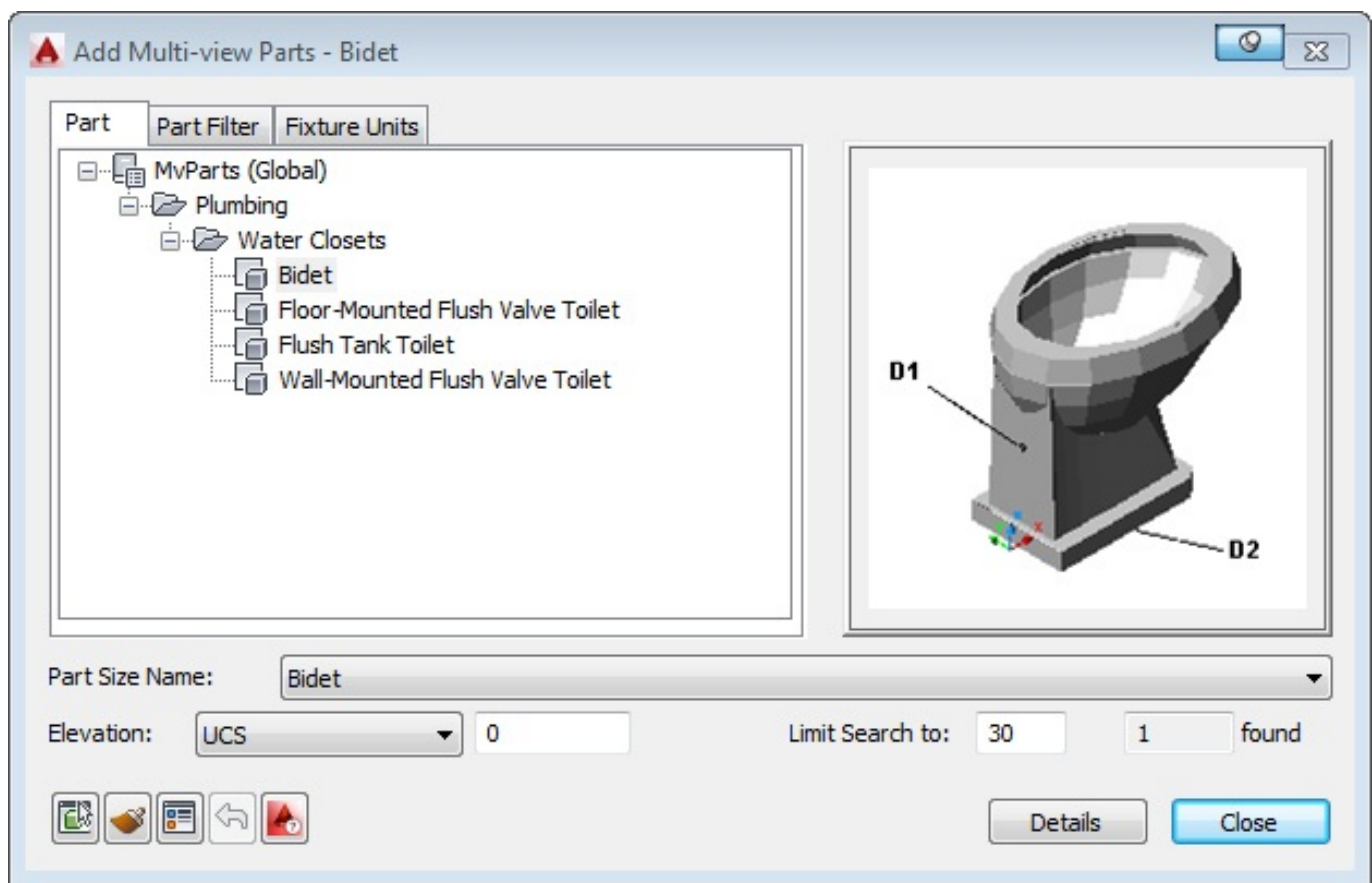 Add Multi-view Parts - Bidet
Part Part Filter Fixture Units
MvParts (Global)
Plumbing
Water Closets
Bidet
Floor-Mounted Flush Valve Toilet
Flush Tank Toilet
Wall-Mounted Flush Valve Toilet
D1
D2
Part Size Name: Bidet
Elevation: UCS 0 Limit Search to: 30 1 found
Details Close